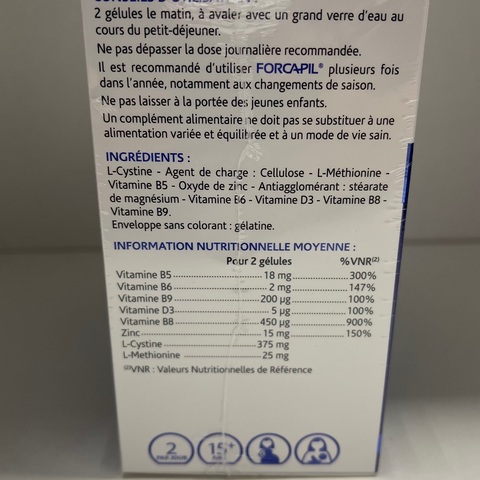 CONSEILS D'UTILISATION :
2 gélules le matin, à avaler avec un grand verre d'eau au
cours du petit-déjeuner.
Ne pas dépasser la dose journalière recommandée.
Il est recommandé d'utiliser FORCAPIL® plusieurs fois
dans l'année, notamment aux changements de saison.
Ne pas laisser à la portée des jeunes enfants.
Un complément alimentaire ne doit pas se substituer à une
alimentation variée et équilibrée et à un mode de vie sain.
INGRÉDIENTS :
L-Cystine - Agent de charge : Cellulose - L-Méthionine -
Vitamine B5 - Oxyde de zinc - Antiagglomérant : stéarate
de magnésium - Vitamine B6 - Vitamine D3 - Vitamine B8 -
Vitamine B9.
Enveloppe sans colorant : gélatine.
INFORMATION NUTRITIONNELLE MOYENNE :
Pour 2 gélules %VNR(2)
Vitamine B5 18 mg 300%
Vitamine B6 2 mg 147%
Vitamine B9 200 µg 100%
Vitamine D3 5 µg 100%
Vitamine B8 450 µg 900%
Zinc 15 mg 150%
L-Cystine 375 mg
L-Methionine 25 mg
(2)VNR : Valeurs Nutritionnelles de Référence
2 15+
PAR JOUR